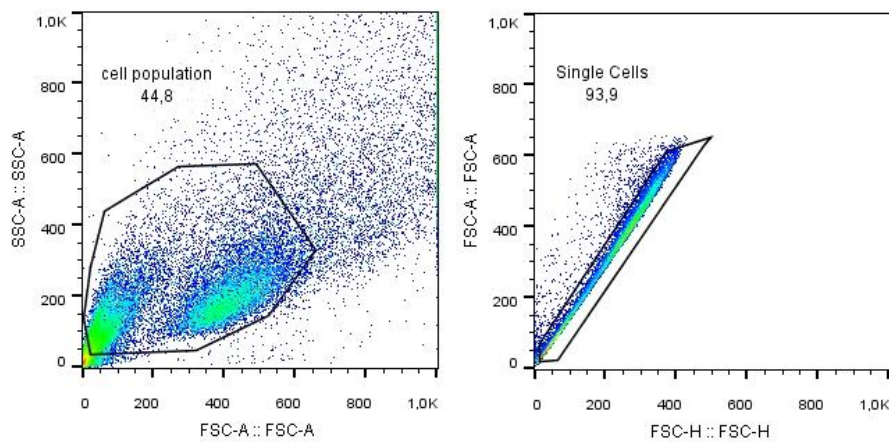 1,0K
800
600
400
200
0
SSC-A :: SSC-A
cell population
44,8
0 200 400 600 800 1,0K
FSC-A :: FSC-A
1,0K
800
600
400
200
0
FSC-A :: FSC-A
Single Cells
93,9
0 200 400 600 800 1,0K
FSC-H :: FSC-H